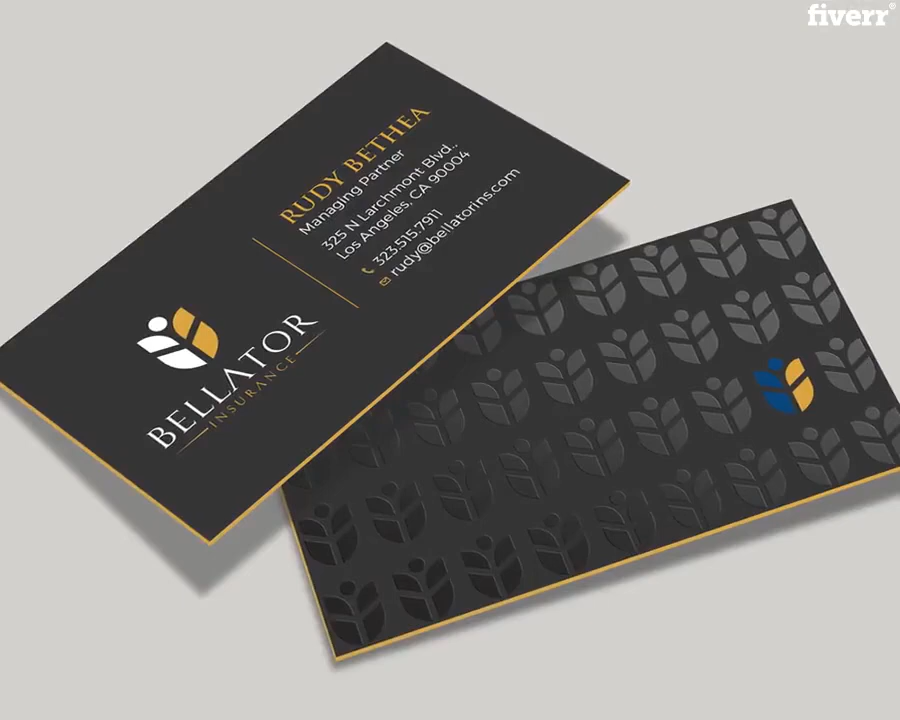 fiverr®
RUDY BETHEA
Managing Partner
325 N Larchmont Blvd.,
Los Angeles, CA 90004
323.515.7911
rudy@bellatorins.com
BELLATOR
INSURANCE